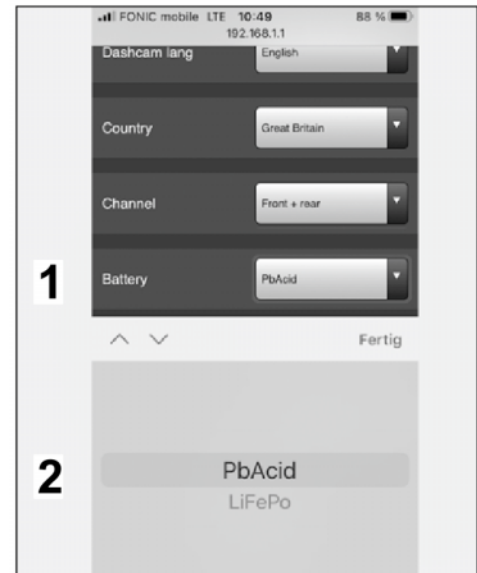 FONIC mobile LTE 10:49 88 %
192.168.1.1
Dashcam lang English
Country Great Britain
Channel Front + rear
1 Battery PbAcid
Fertig
2 PbAcid
LiFePo